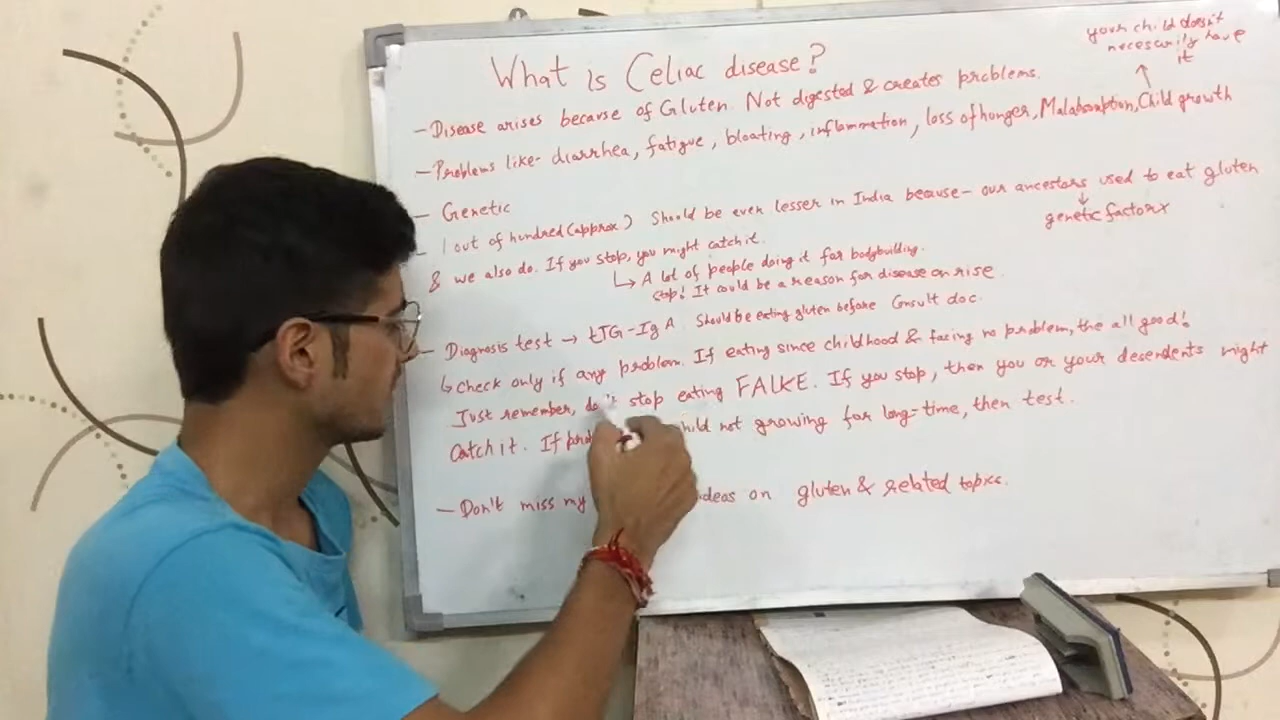 What is Celiac disease?
your child doesn't
necessarily have
it
- Disease arises because of Gluten. Not digested & creates problems.
- Problems like- diarrhea, fatigue, bloating, inflammation, loss of hunger, Malabsorption, Child growth
- Genetic
- 1 out of hundred (approx.) Should be even lesser in India because- our ancestors used to eat gluten
genetic factor
& we also do. If you stop, you might catch it.
↳ A lot of people doing it for bodybuilding.
stop! It could be a reason for disease on rise.
- Diagnosis test → tTG-IgA. Should be eating gluten before Consult doc.
↳ check only if any problem. If eating since childhood & facing no problem, the all good!
Just remember, don't stop eating FALKE. If you stop, then you or your descendents might
Catch it. If not growing for long-time, then test.
- Don't miss my on gluten & related topics.